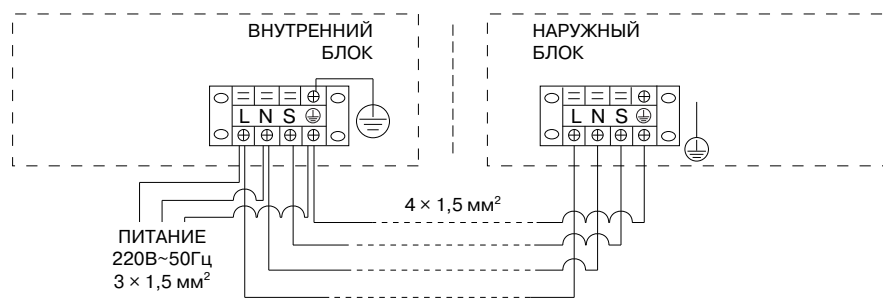 ВНУТРЕННИЙ
БЛОК
НАРУЖНЫЙ
БЛОК
L N S
L N S
4 × 1,5 мм²
ПИТАНИЕ
220В~50Гц
3 × 1,5 мм²